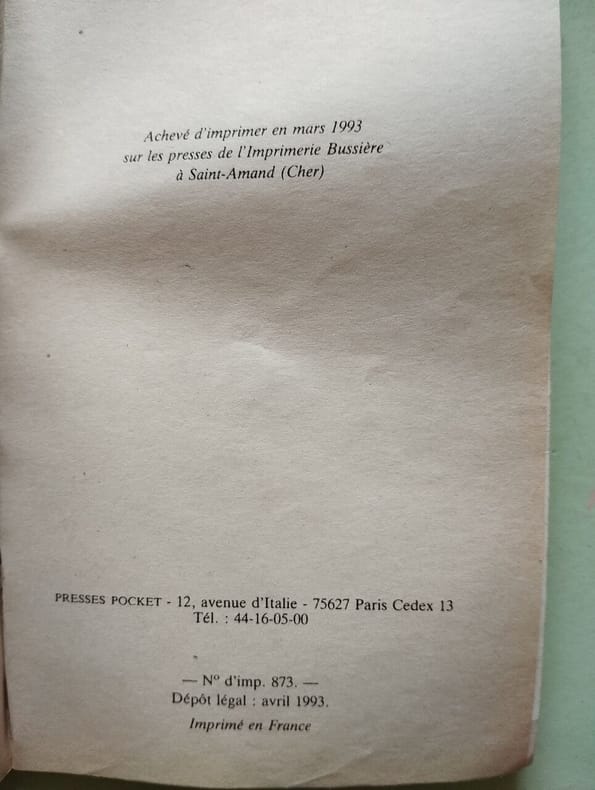 Achevé d'imprimer en mars 1993
sur les presses de l'Imprimerie Bussière
à Saint-Amand (Cher)
PRESSES POCKET - 12, avenue d'Italie - 75627 Paris Cedex 13
Tél. : 44-16-05-00
— Nº d'imp. 873. —
Dépôt légal : avril 1993.
Imprimé en France